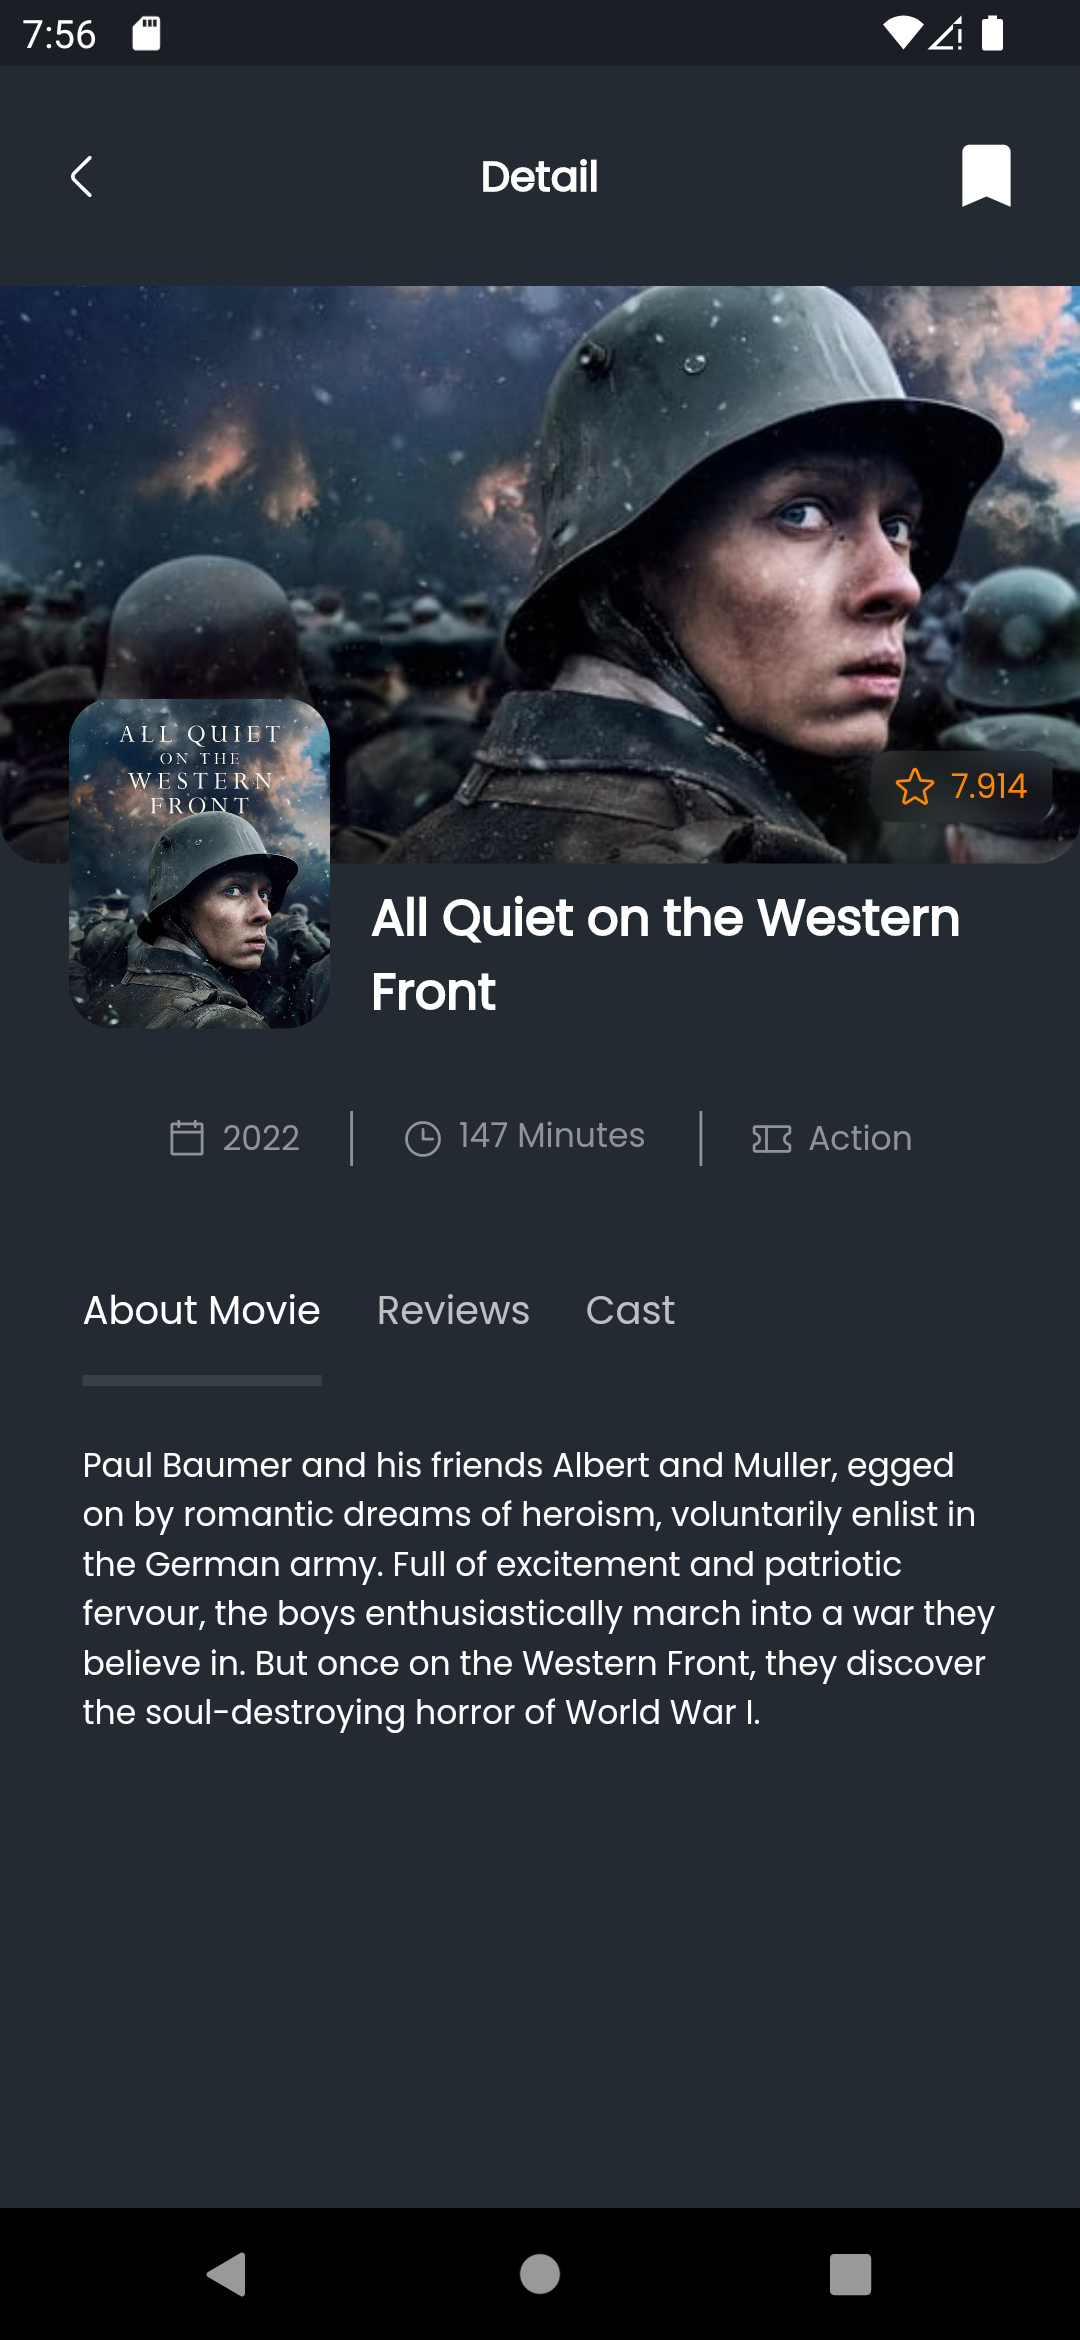 7:56
Detail
ALL QUIET
ON THE
WESTERN
FRONT
7.914
All Quiet on the Western
Front
2022
147 Minutes
Action
About Movie
Reviews
Cast
Paul Baumer and his friends Albert and Muller, egged
on by romantic dreams of heroism, voluntarily enlist in
the German army. Full of excitement and patriotic
fervour, the boys enthusiastically march into a war they
believe in. But once on the Western Front, they discover
the soul-destroying horror of World War I.